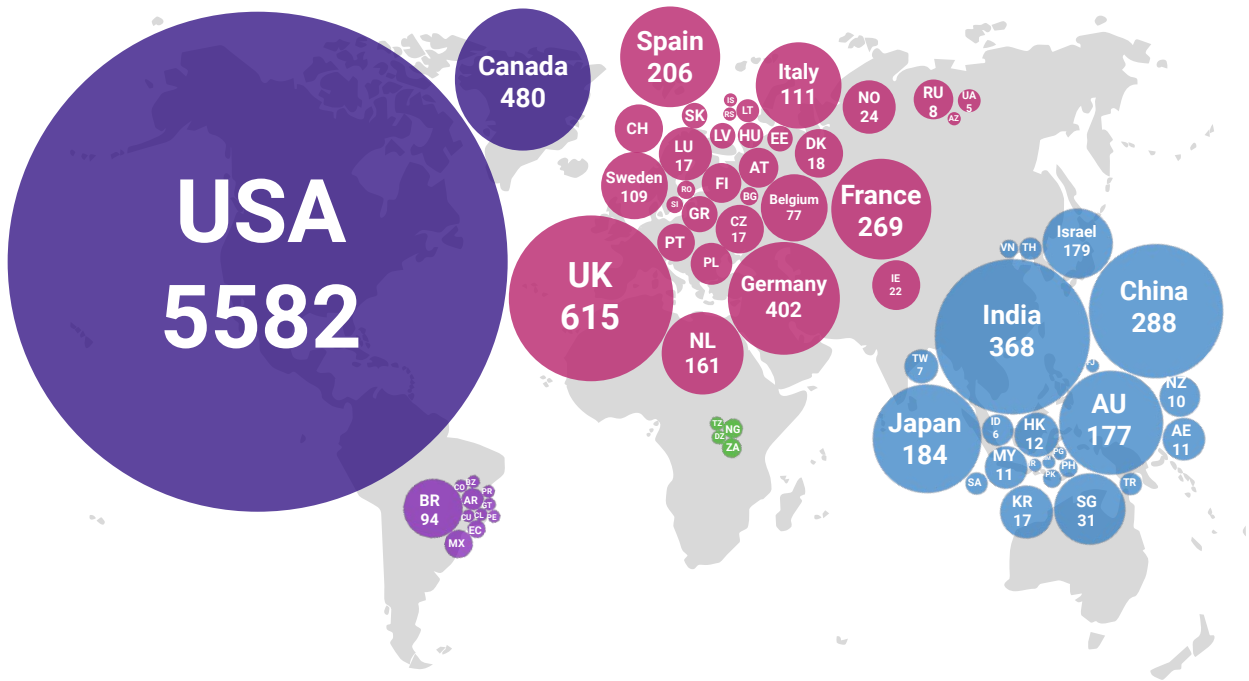 USA
5582
Canada
480
Spain
206
Italy
111
NO
24
RU
8
UA
5
AZ
IS
RS
LT
SK
CH
LV
HU
EE
DK
18
LU
17
AT
Sweden
109
RO
FI
BG
SI
GR
Belgium
77
France
269
CZ
17
PT
PL
UK
615
Germany
402
IE
22
NL
161
TZ
NG
DZ
ZA
BR
94
CO
BZ
PR
AR
GT
CU
CL
PE
EC
MX
VN
TH
Israel
179
India
368
China
288
TW
7
NZ
10
Japan
184
ID
6
HK
12
AU
177
AE
11
MY
11
PG
PH
PK
SA
TR
KR
17
SG
31